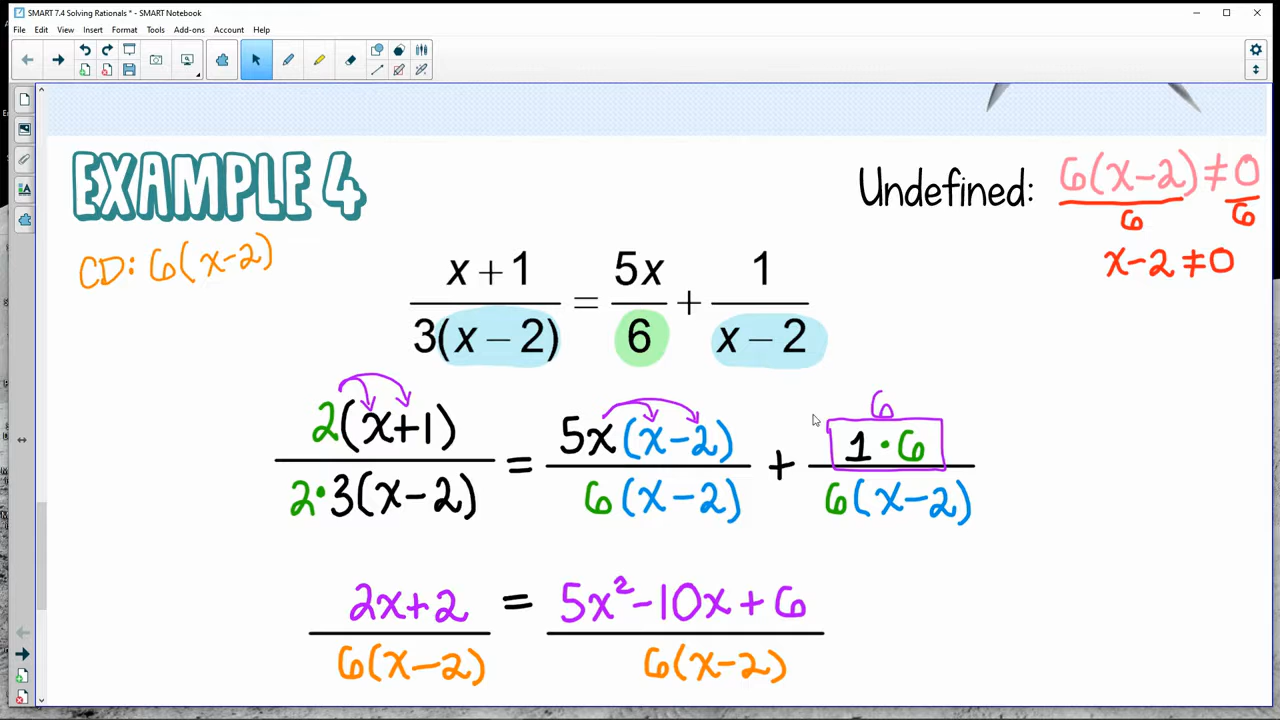 SMART 7.4 Solving Rationals * - SMART Notebook
File Edit View Insert Format Tools Add-ons Help
EXAMPLE 4
Undefined: 6(x-2) ≠ 0
6 6
x-2 ≠ 0
CD: 6(x-2)
x + 1 5x 1
= +
3(x - 2) 6 x - 2
6
2(x+1) 5x(x-2) 1·6
= +
2·3(x-2) 6(x-2) 6(x-2)
2x+2 = 5x²-10x+6
6(x-2) 6(x-2)